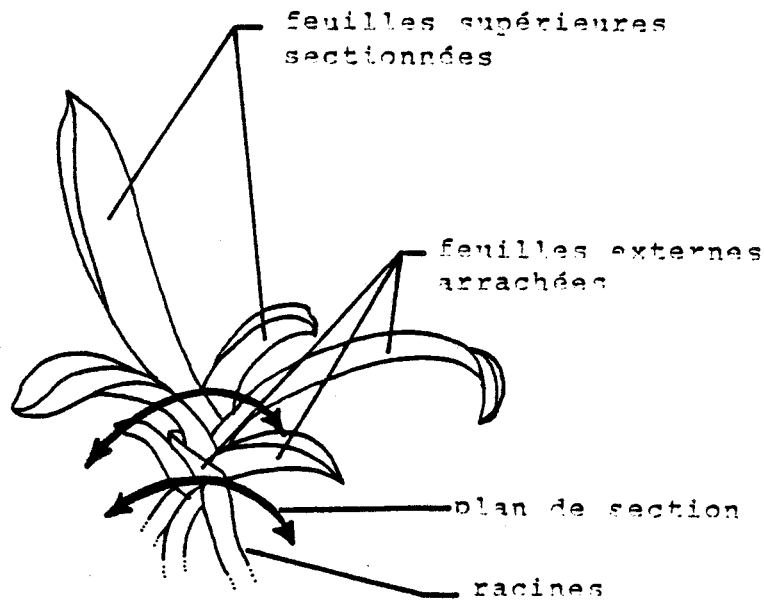 feuilles supérieures
sectionnées
feuilles externes
arrachées
plan de section
racines